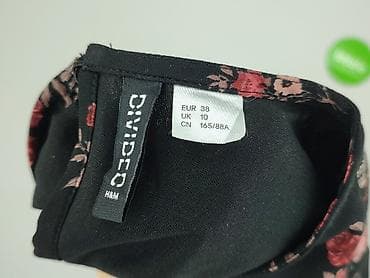 DIVIDED
H&M
EUR 38
UK 10
CN 165/88A